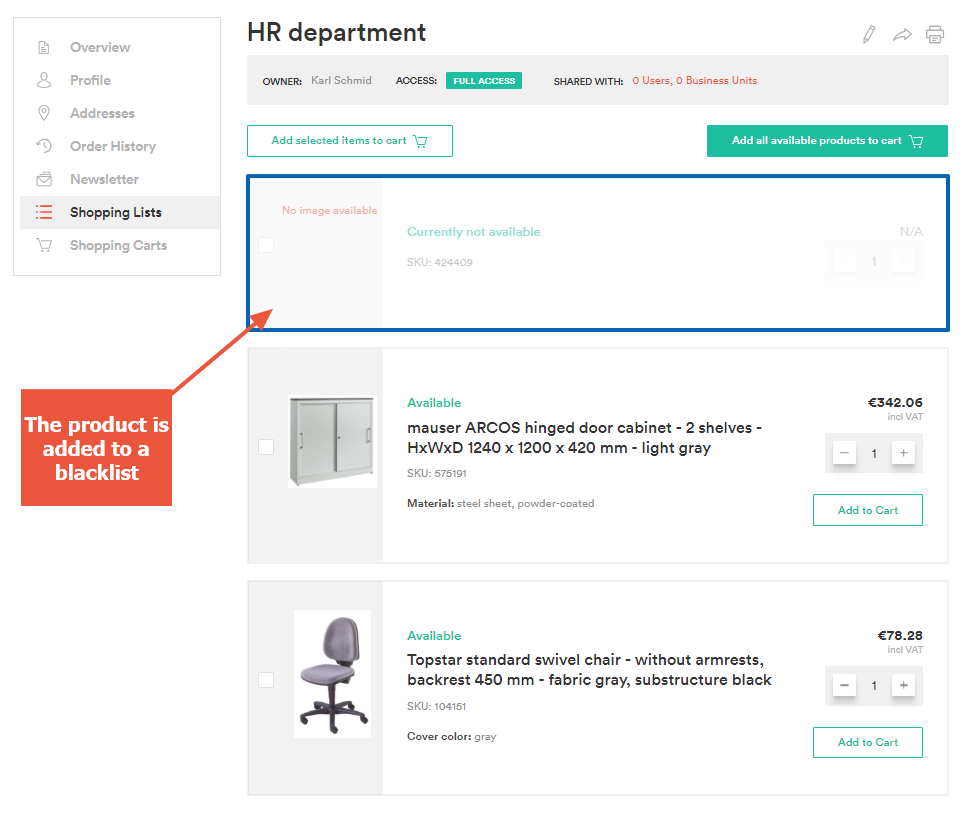 Overview
Profile
Addresses
Order History
Newsletter
Shopping Lists
Shopping Carts
HR department
OWNER: Karl Schmid ACCESS: FULL ACCESS SHARED WITH: 0 Users, 0 Business Units
Add selected items to cart
Add all available products to cart
No image available
Currently not available
N/A
SKU: 424409
− 1 +
The product is
added to a
blacklist
Available
€342.06
incl VAT
mauser ARCOS hinged door cabinet - 2 shelves -
HxWxD 1240 x 1200 x 420 mm - light gray
− 1 +
SKU: 575191
Material: steel sheet, powder-coated
Add to Cart
Available
€78.28
incl VAT
Topstar standard swivel chair - without armrests,
backrest 450 mm - fabric gray, substructure black
− 1 +
SKU: 104151
Cover color: gray
Add to Cart